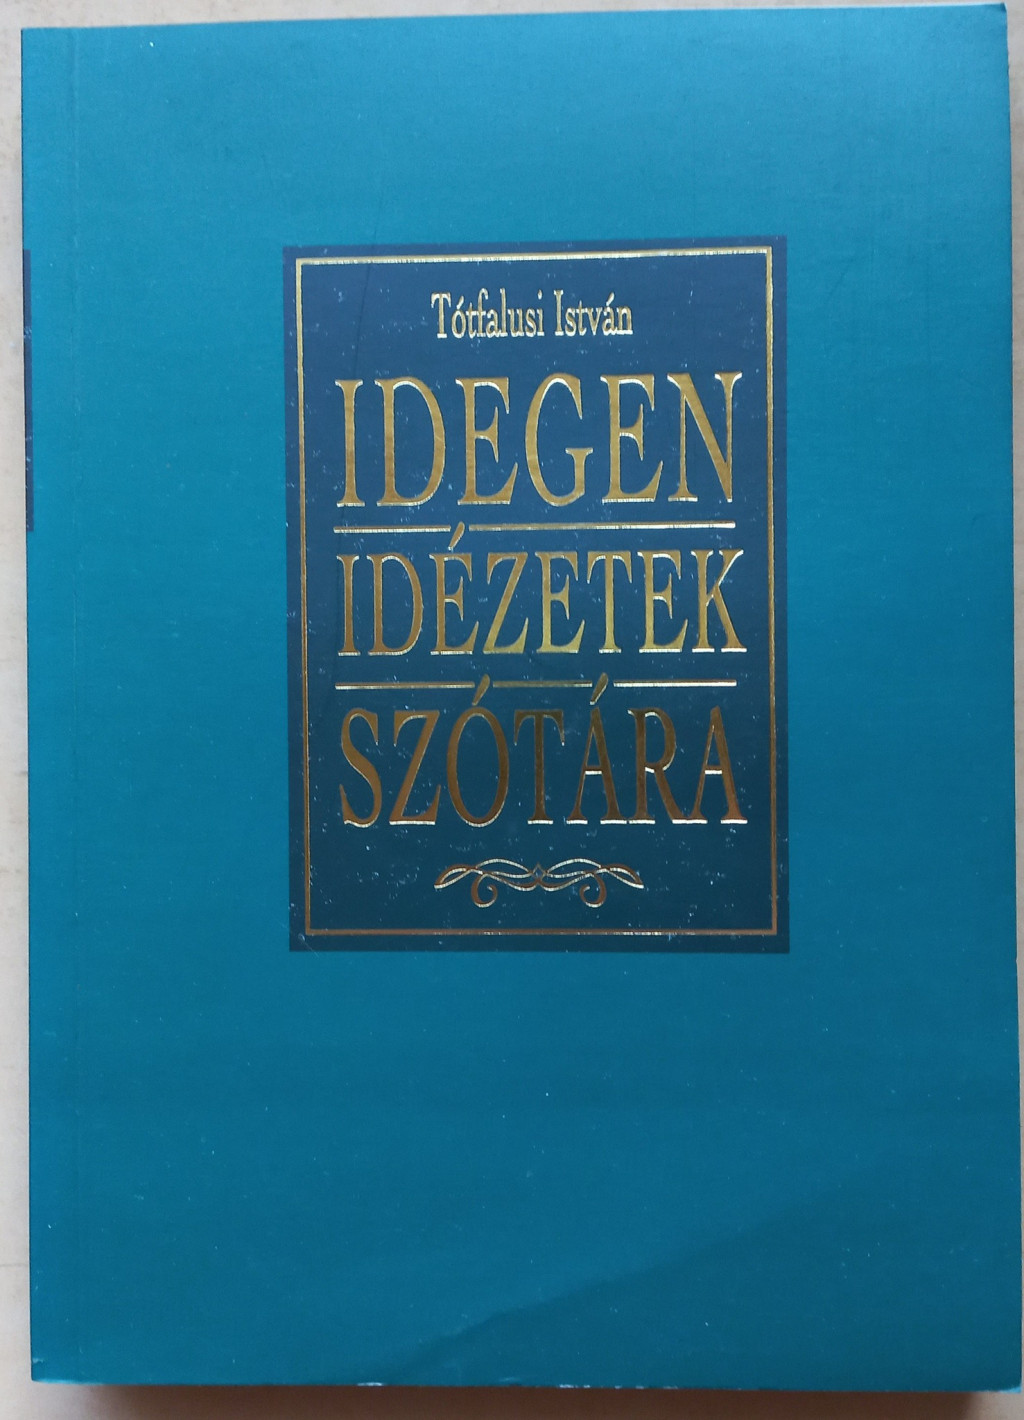 Tótfalusi István
IDEGEN
IDÉZETEK
SZÓTÁRA